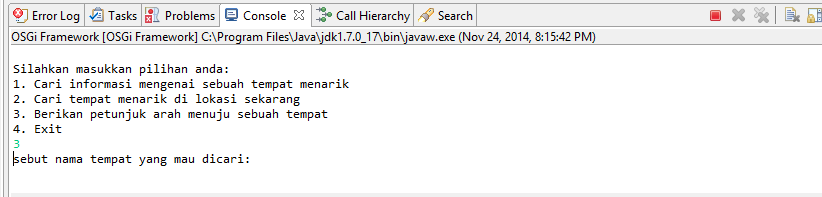 Error Log Tasks Problems Console Call Hierarchy Search
OSGi Framework [OSGi Framework] C:\Program Files\Java\jdk1.7.0_17\bin\javaw.exe (Nov 24, 2014, 8:15:42 PM)
Silahkan masukkan pilihan anda:
1. Cari informasi mengenai sebuah tempat menarik
2. Cari tempat menarik di lokasi sekarang
3. Berikan petunjuk arah menuju sebuah tempat
4. Exit
3
sebut nama tempat yang mau dicari: